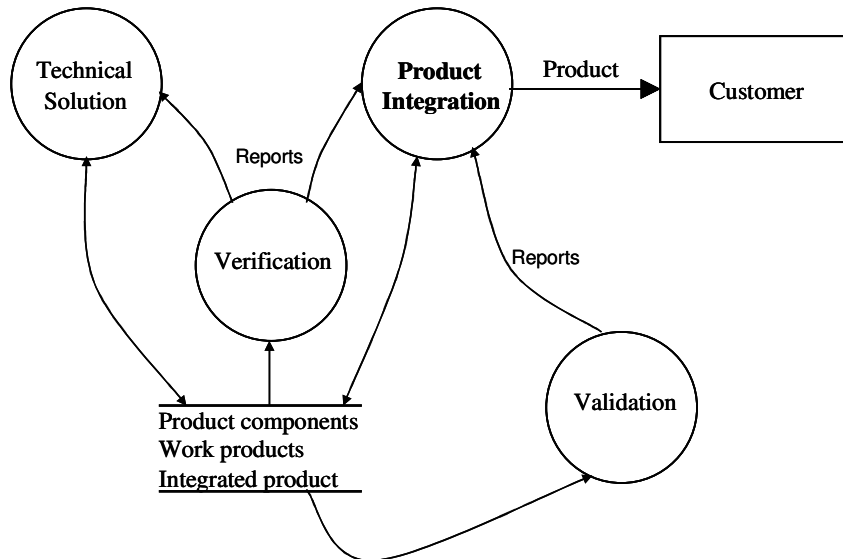 Technical
Solution
Product
Integration
Product
Customer
Reports
Verification
Reports
Validation
Product components
Work products
Integrated product